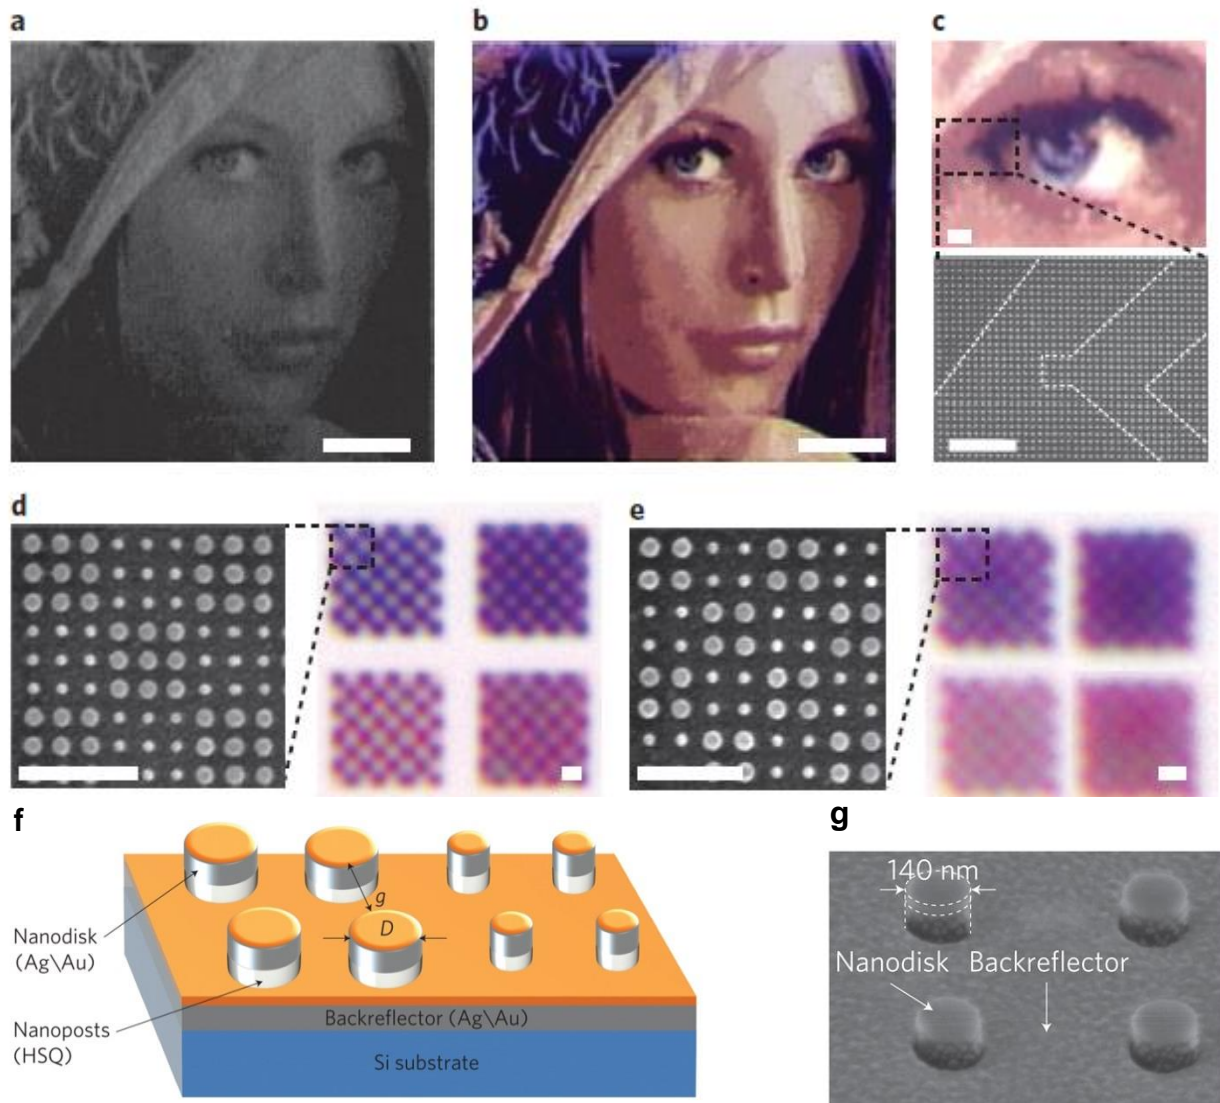 a
b
c
d
e
f
g
Nanodisk
(Ag\Au)
Nanoposts
(HSQ)
g
D
Backreflector (Ag\Au)
Si substrate
140 nm
Nanodisk
Backreflector